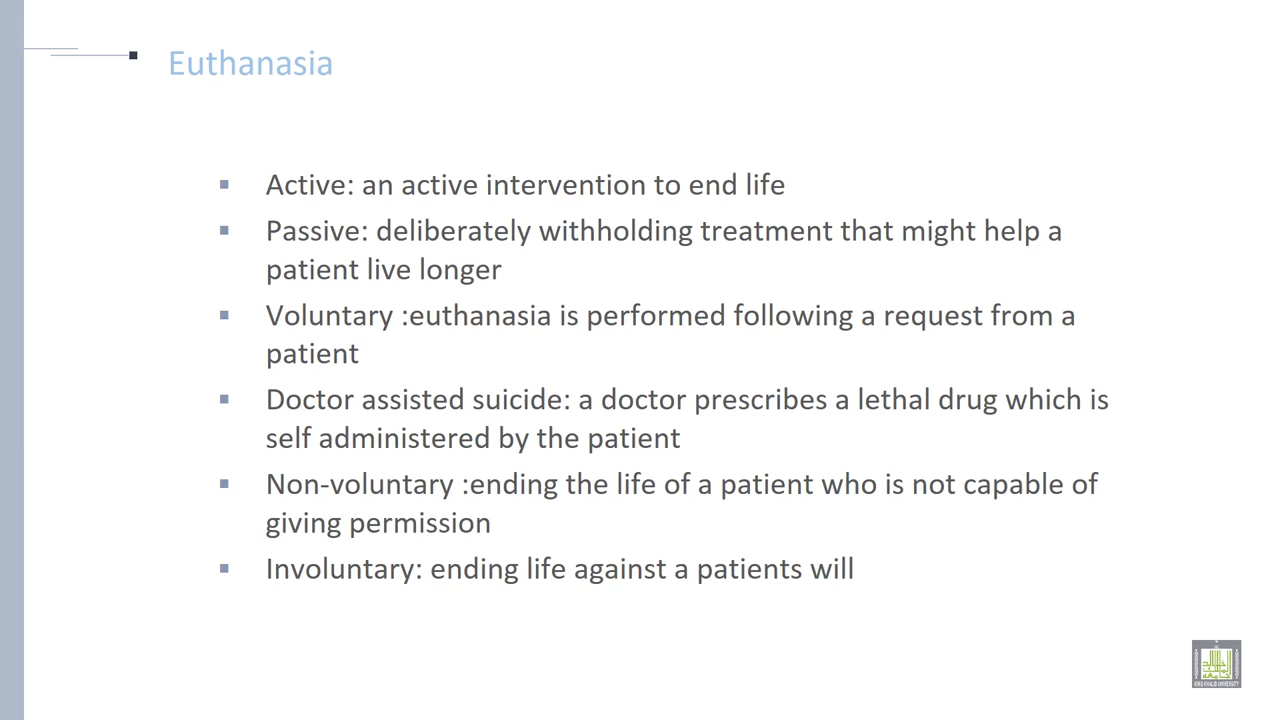 Euthanasia
Active: an active intervention to end life
Passive: deliberately withholding treatment that might help a
patient live longer
Voluntary :euthanasia is performed following a request from a
patient
Doctor assisted suicide: a doctor prescribes a lethal drug which is
self administered by the patient
Non-voluntary :ending the life of a patient who is not capable of
giving permission
Involuntary: ending life against a patients will
KING KHALID UNIVERSITY